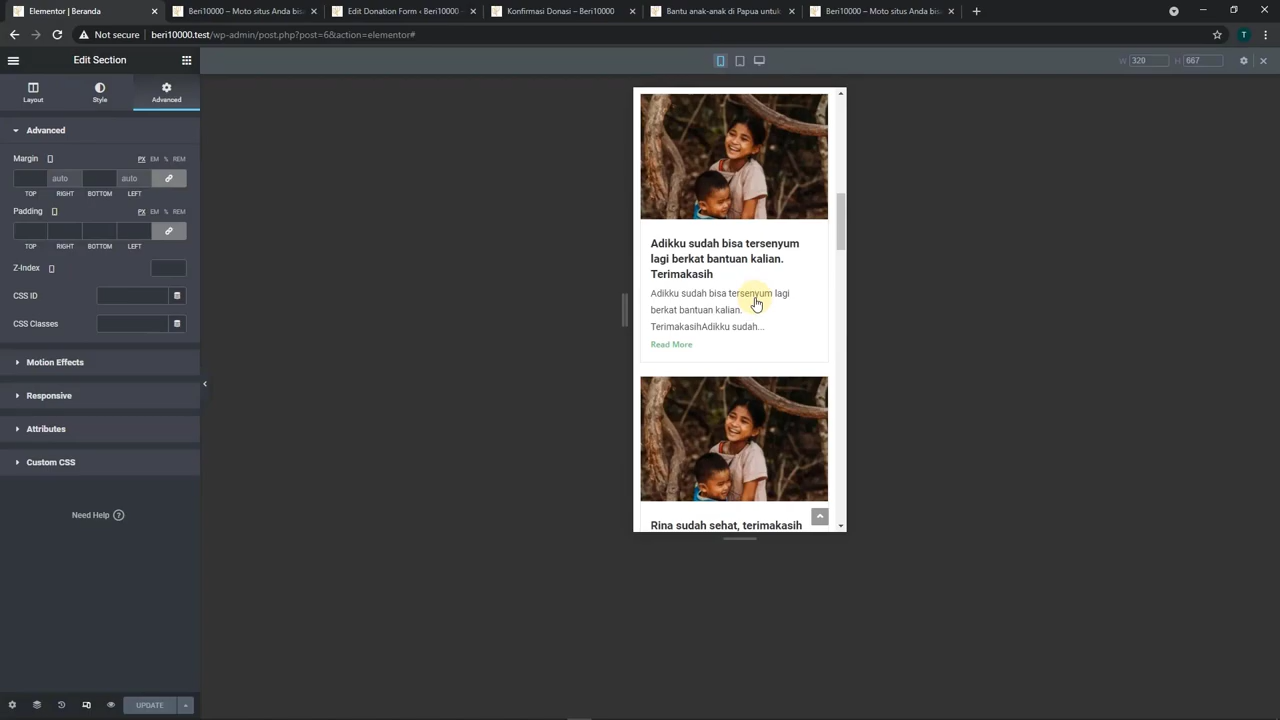 Elementor | Beranda
Beri10000 – Moto situs Anda bis
Edit Donation Form ‹ Beri10000 –
Konfirmasi Donasi – Beri10000
Bantu anak-anak di Papua untuk
Beri10000 – Moto situs Anda bis
Not secure
beri10000.test/wp-admin/post.php?post=6&action=elementor#
T
Edit Section
W 320
H 667
Layout
Style
Advanced
Advanced
Margin
PX EM % REM
auto
auto
TOP RIGHT BOTTOM LEFT
Padding
PX EM % REM
TOP RIGHT BOTTOM LEFT
Z-Index
CSS ID
CSS Classes
Motion Effects
Responsive
Attributes
Custom CSS
Need Help ?
UPDATE
Adikku sudah bisa tersenyum
lagi berkat bantuan kalian.
Terimakasih
Adikku sudah bisa tersenyum lagi
berkat bantuan kalian.
TerimakasihAdikku sudah...
Read More
Rina sudah sehat, terimakasih